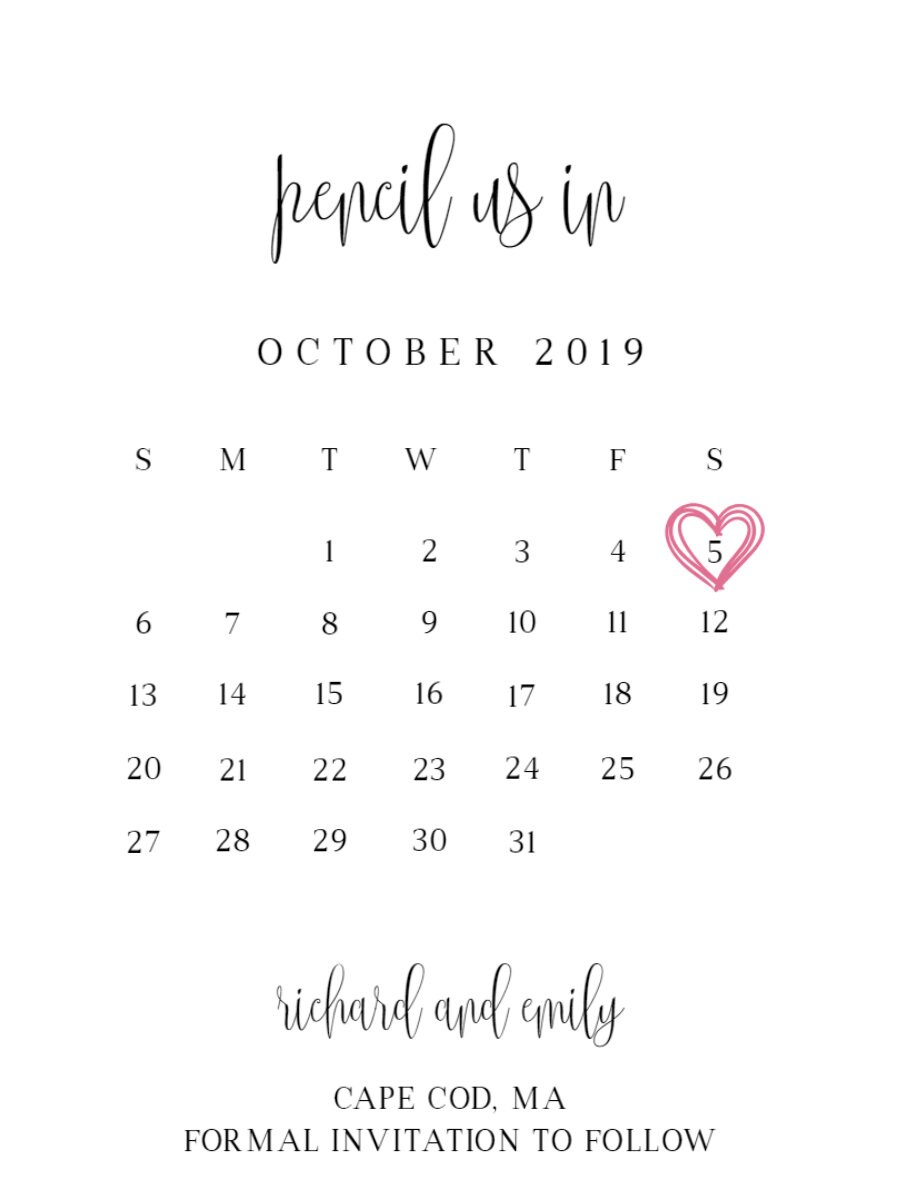 pencil us in
OCTOBER 2019
S M T W T F S
1 2 3 4 5
6 7 8 9 10 11 12
13 14 15 16 17 18 19
20 21 22 23 24 25 26
27 28 29 30 31
richard and emily
CAPE COD, MA
FORMAL INVITATION TO FOLLOW